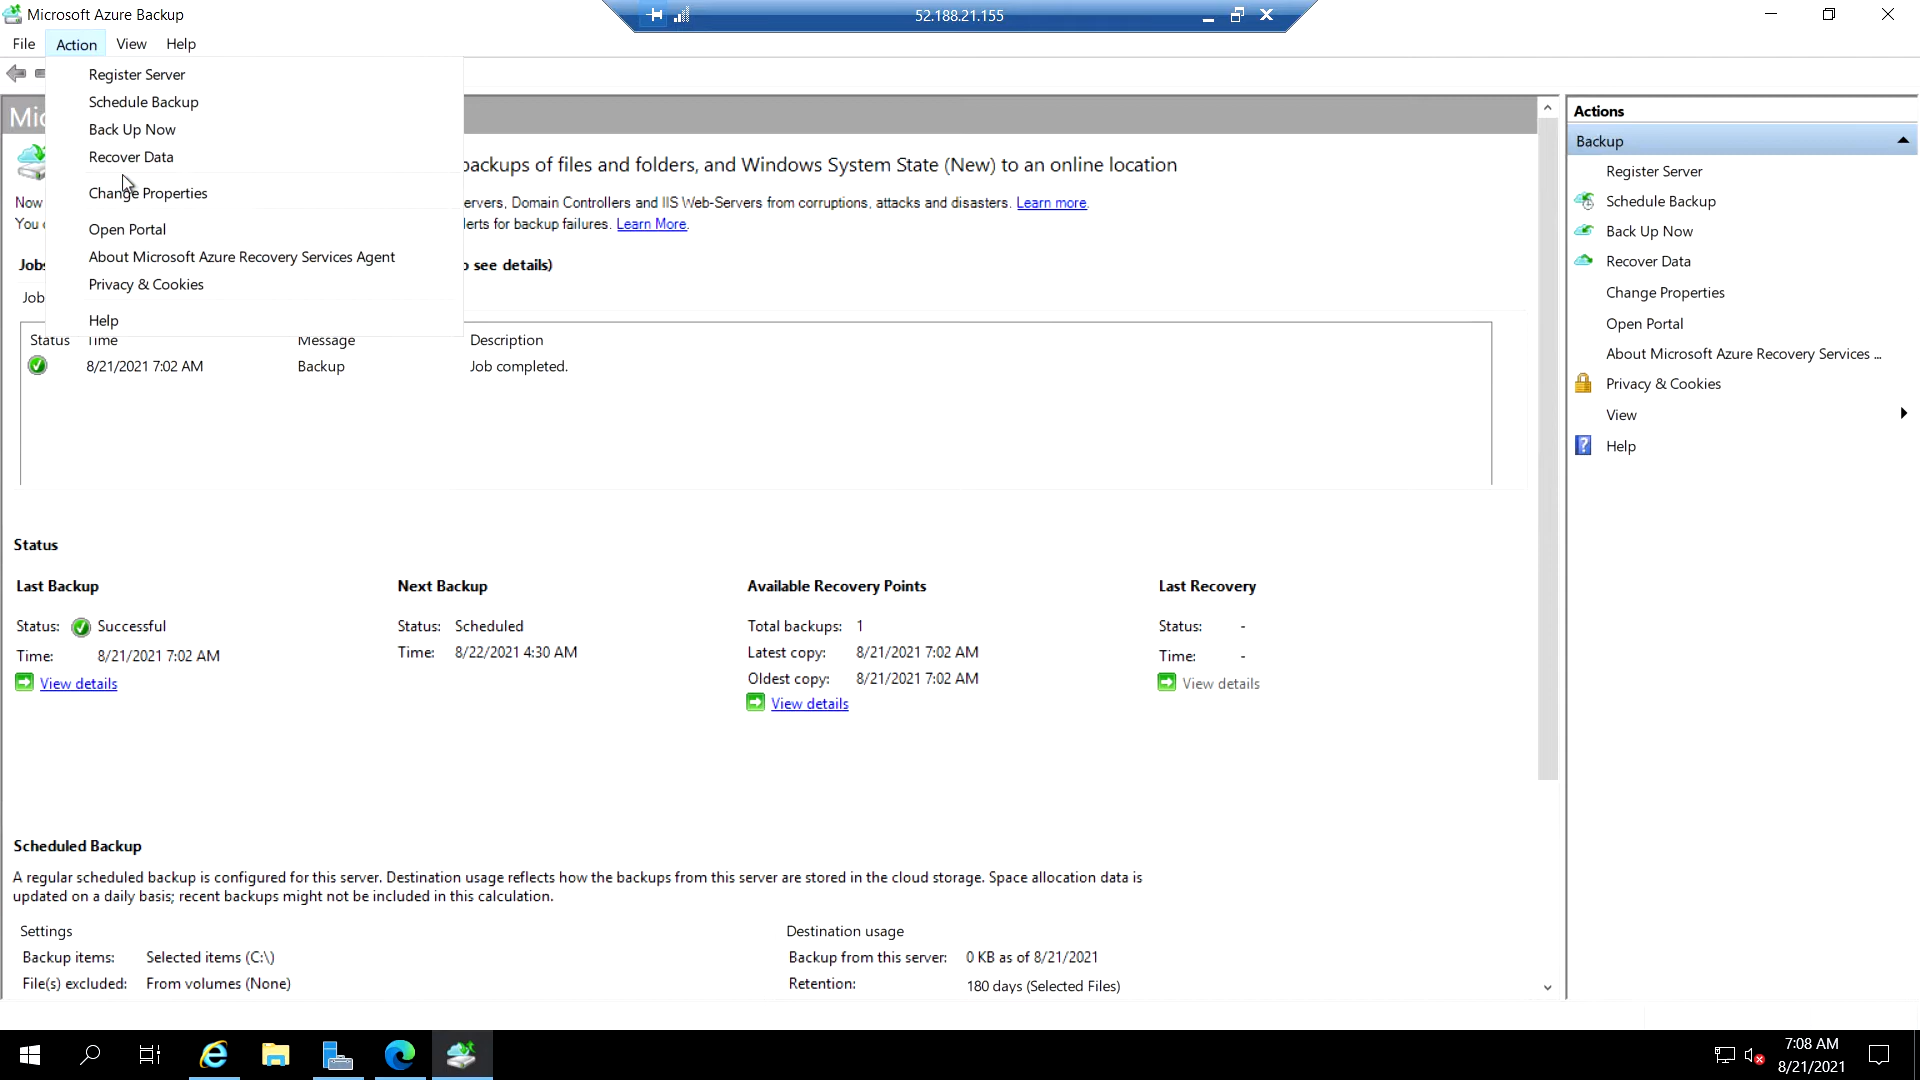 Microsoft Azure Backup
52.188.21.155
File Action View Help
Register Server
Schedule Backup
Back Up Now
Recover Data
Change Properties
Open Portal
About Microsoft Azure Recovery Services Agent
Privacy & Cookies
Help
Mic
backups of files and folders, and Windows System State (New) to an online location
Now
ervers, Domain Controllers and IIS Web-Servers from corruptions, attacks and disasters. Learn more.
You
lerts for backup failures. Learn More.
Jobs
o see details)
Job
Status Time Message Description
8/21/2021 7:02 AM Backup Job completed.
Status
Last Backup
Status: Successful
Time: 8/21/2021 7:02 AM
View details
Next Backup
Status: Scheduled
Time: 8/22/2021 4:30 AM
Available Recovery Points
Total backups: 1
Latest copy: 8/21/2021 7:02 AM
Oldest copy: 8/21/2021 7:02 AM
View details
Last Recovery
Status: -
Time: -
View details
Scheduled Backup
A regular scheduled backup is configured for this server. Destination usage reflects how the backups from this server are stored in the cloud storage. Space allocation data is
updated on a daily basis; recent backups might not be included in this calculation.
Settings
Backup items: Selected items (C:\)
File(s) excluded: From volumes (None)
Destination usage
Backup from this server: 0 KB as of 8/21/2021
Retention: 180 days (Selected Files)
Actions
Backup
Register Server
Schedule Backup
Back Up Now
Recover Data
Change Properties
Open Portal
About Microsoft Azure Recovery Services ...
Privacy & Cookies
View
Help
7:08 AM
8/21/2021